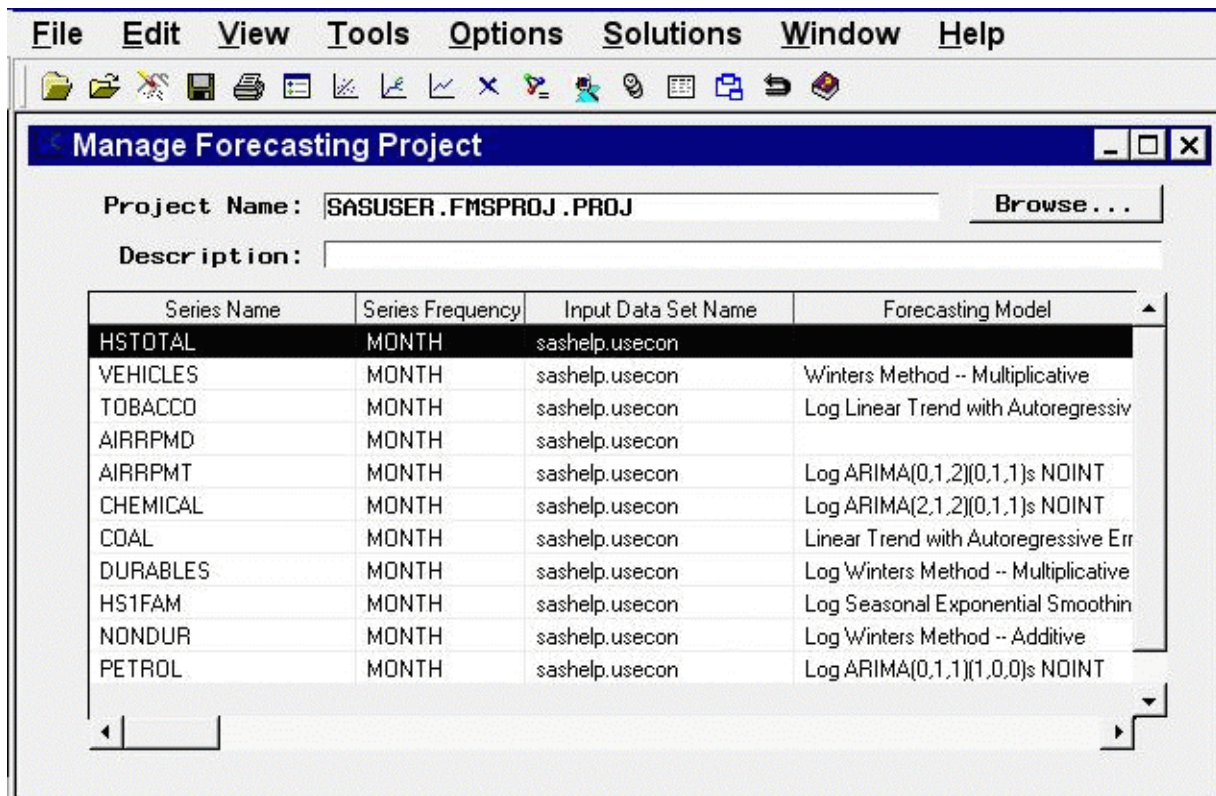 File Edit View Tools Options Solutions Window Help
Manage Forecasting Project
Project Name: SASUSER.FMSPROJ.PROJ Browse...
Description:
Series Name Series Frequency Input Data Set Name Forecasting Model
HSTOTAL MONTH sashelp.usecon
VEHICLES MONTH sashelp.usecon Winters Method -- Multiplicative
TOBACCO MONTH sashelp.usecon Log Linear Trend with Autoregressiv
AIRRPMD MONTH sashelp.usecon
AIRRPMT MONTH sashelp.usecon Log ARIMA(0,1,2)(0,1,1)s NOINT
CHEMICAL MONTH sashelp.usecon Log ARIMA(2,1,2)(0,1,1)s NOINT
COAL MONTH sashelp.usecon Linear Trend with Autoregressive Err
DURABLES MONTH sashelp.usecon Log Winters Method -- Multiplicative
HS1FAM MONTH sashelp.usecon Log Seasonal Exponential Smoothin
NONDUR MONTH sashelp.usecon Log Winters Method -- Additive
PETROL MONTH sashelp.usecon Log ARIMA(0,1,1)(1,0,0)s NOINT